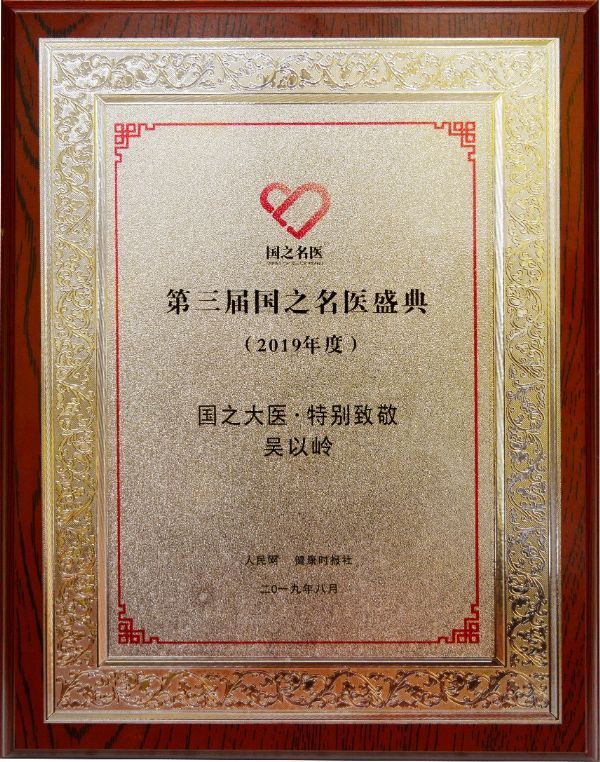 国之名医
第三届国之名医盛典
（2019年度）
国之大医·特别致敬
吴以岭
人民网 健康时报社
二〇一九年八月